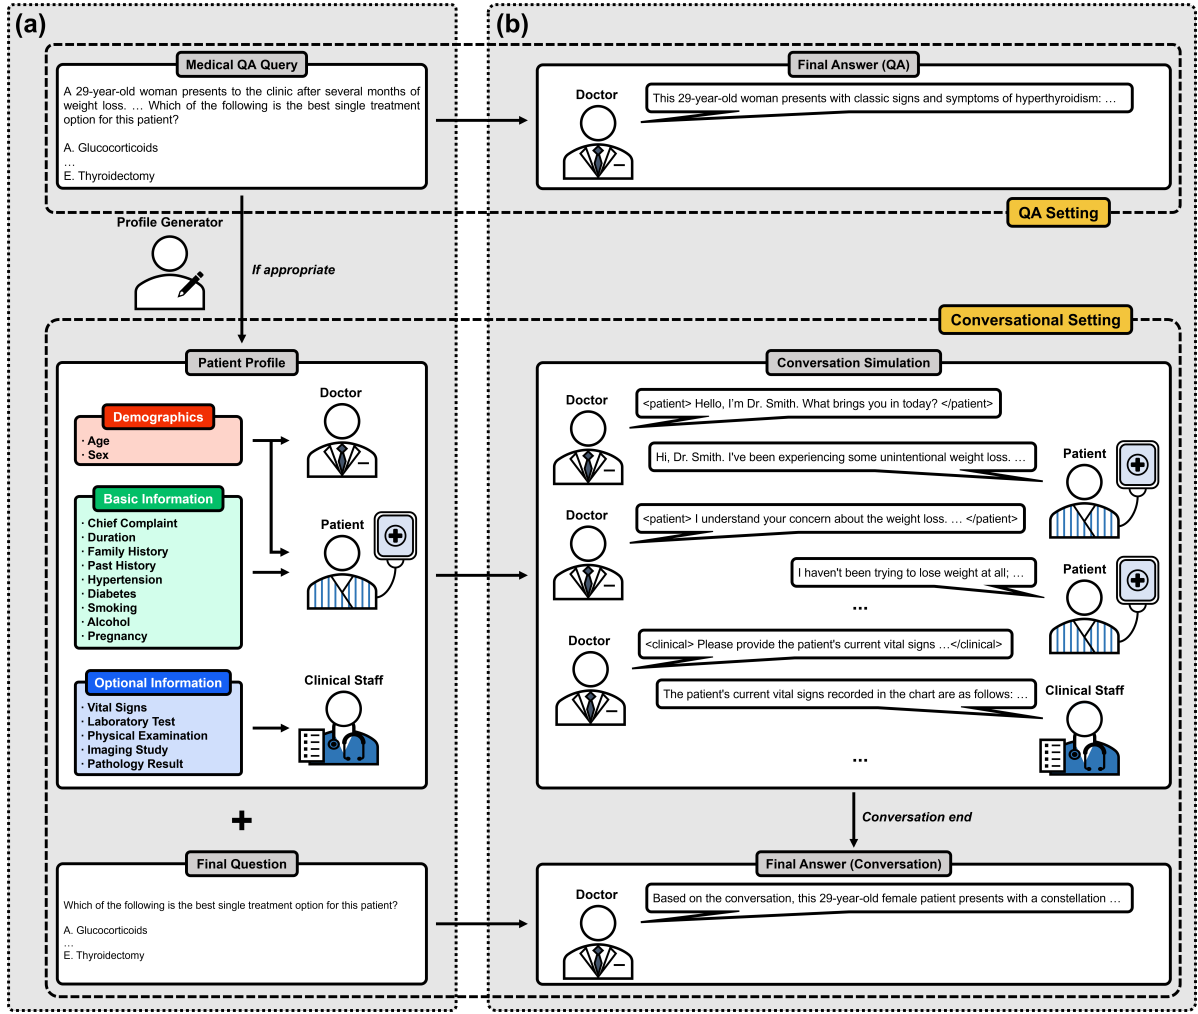 (a)
Medical QA Query
A 29-year-old woman presents to the clinic after several months of
weight loss. … Which of the following is the best single treatment
option for this patient?
A. Glucocorticoids
…
E. Thyroidectomy
Profile Generator
If appropriate
Patient Profile
Demographics
· Age
· Sex
Doctor
Basic Information
· Chief Complaint
· Duration
· Family History
· Past History
· Hypertension
· Diabetes
· Smoking
· Alcohol
· Pregnancy
Patient
Optional Information
· Vital Signs
· Laboratory Test
· Physical Examination
· Imaging Study
· Pathology Result
Clinical Staff
+
Final Question
Which of the following is the best single treatment option for this patient?
A. Glucocorticoids
…
E. Thyroidectomy
(b)
Final Answer (QA)
Doctor
This 29-year-old woman presents with classic signs and symptoms of hyperthyroidism: …
QA Setting
Conversational Setting
Conversation Simulation
Doctor
<patient> Hello, I'm Dr. Smith. What brings you in today? </patient>
Hi, Dr. Smith. I've been experiencing some unintentional weight loss. …
Patient
Doctor
<patient> I understand your concern about the weight loss. … </patient>
I haven't been trying to lose weight at all; …
Patient
…
Doctor
<clinical> Please provide the patient's current vital signs …</clinical>
The patient's current vital signs recorded in the chart are as follows: …
Clinical Staff
…
Conversation end
Final Answer (Conversation)
Doctor
Based on the conversation, this 29-year-old female patient presents with a constellation …